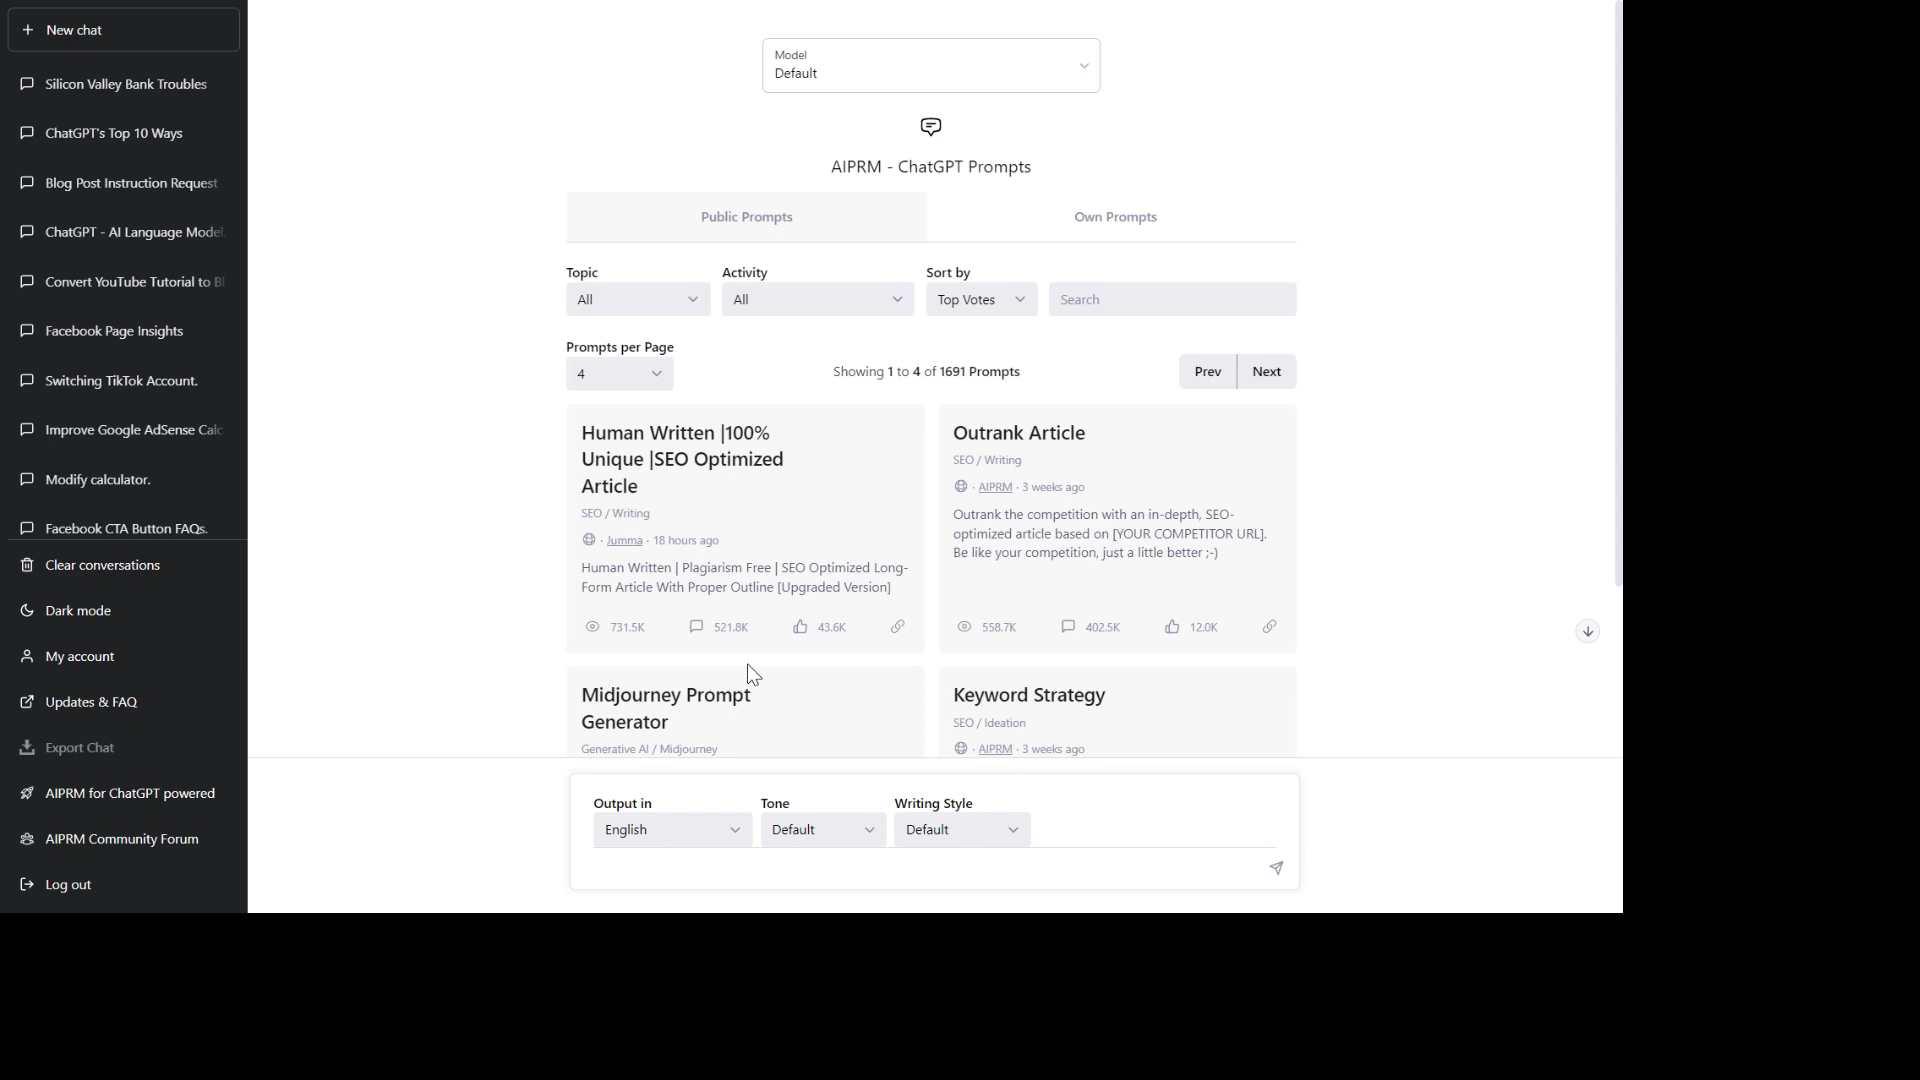 New chat
Silicon Valley Bank Troubles
ChatGPT's Top 10 Ways
Blog Post Instruction Request
ChatGPT - AI Language Model.
Convert YouTube Tutorial to Bl
Facebook Page Insights
Switching TikTok Account.
Improve Google AdSense Calc
Modify calculator.
Facebook CTA Button FAQs.
Clear conversations
Dark mode
My account
Updates & FAQ
Export Chat
AIPRM for ChatGPT powered
AIPRM Community Forum
Log out
Model
Default
AIPRM - ChatGPT Prompts
Public Prompts
Own Prompts
Topic
Activity
Sort by
All
All
Top Votes
Search
Prompts per Page
4
Showing 1 to 4 of 1691 Prompts
Prev
Next
Human Written |100%
Unique |SEO Optimized
Article
SEO / Writing
· Jumma · 18 hours ago
Human Written | Plagiarism Free | SEO Optimized Long-
Form Article With Proper Outline [Upgraded Version]
731.5K
521.8K
43.6K
Outrank Article
SEO / Writing
· AIPRM · 3 weeks ago
Outrank the competition with an in-depth, SEO-
optimized article based on [YOUR COMPETITOR URL].
Be like your competition, just a little better ;-)
558.7K
402.5K
12.0K
Midjourney Prompt
Generator
Generative AI / Midjourney
Keyword Strategy
SEO / Ideation
· AIPRM · 3 weeks ago
Output in
Tone
Writing Style
English
Default
Default